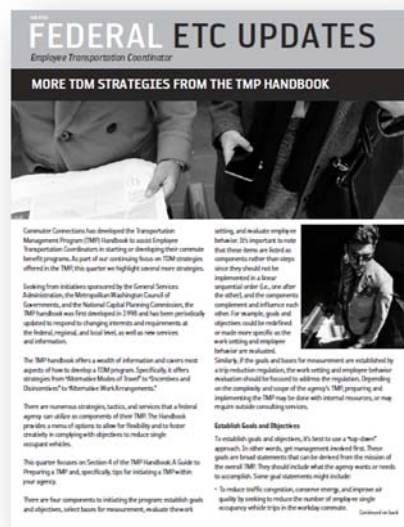 FEDERAL ETC UPDATES
Employee Transportation Coordinator
MORE TDM STRATEGIES FROM THE TMP HANDBOOK
Commuter Connections has developed the Transportation
Management Program (TMP) Handbook to assist Employee
Transportation Coordinators in starting or developing their commute
benefit programs. As part of our continuing focus on TDM strategies
offered in the TMP, this quarter we highlight several more strategies.
Evolving from initiatives sponsored by the General Services
Administration, the Metropolitan Washington Council of
Governments, and the National Capital Planning Commission, the
TMP handbook was first developed in 1998 and has been periodically
updated to respond to changing interests and requirements at
the federal, regional, and local level, as well as new services
and information.
The TMP handbook offers a wealth of information and covers most
aspects of how to develop a TDM program. Specifically, it offers
strategies from "Alternative Modes of Travel" to "Incentives and
Disincentives" to "Alternative Work Arrangements."
There are numerous strategies, tactics, and services that a federal
agency can utilize as components of their TMP. The Handbook
provides a menu of options to allow for flexibility and to foster
creativity in complying with objectives to reduce single
occupant vehicles.
This quarter focuses on Section 4 of the TMP Handbook: A Guide to
Preparing a TMP and, specifically, tips for initiating a TMP within
your agency.
There are four components to initiating the program: establish goals
and objectives, select bases for measurement, evaluate the work
setting, and evaluate employee
behavior. It's important to note
that these items are listed as
components rather than steps
since they should not be
implemented in a linear
sequential order (i.e., one after
the other), and the components
complement and influence each
other. For example, goals and
objectives could be redefined
or made more specific as the
work setting and employee
behavior are evaluated.
Similarly, if the goals and bases for measurement are established by
a trip reduction regulation, the work setting and employee behavior
evaluation should be focused to address the regulation. Depending
on the complexity and scope of the agency's TMP, preparing and
implementing the TMP may be done with internal resources, or may
require outside consulting services.
Establish Goals and Objectives
To establish goals and objectives, it's best to use a "top-down"
approach. In other words, get management involved first. These
goals are broad statements that can be derived from the mission of
the overall TMP. They should include what the agency wants or needs
to accomplish. Some goal statements might include:
• To reduce traffic congestion, conserve energy, and improve air
quality by seeking to reduce the number of employee single
occupancy vehicle trips in the workday commute.
Continued on back